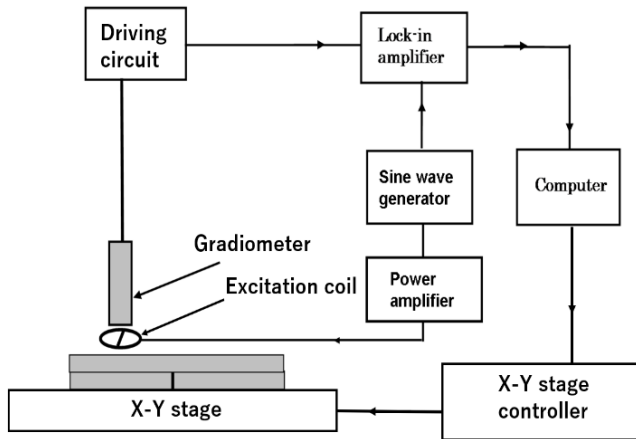 Driving
circuit
Lock-in
amplifier
Sine wave
generator
Computer
Gradiometer
Excitation coil
Power
amplifier
X-Y stage
X-Y stage
controller